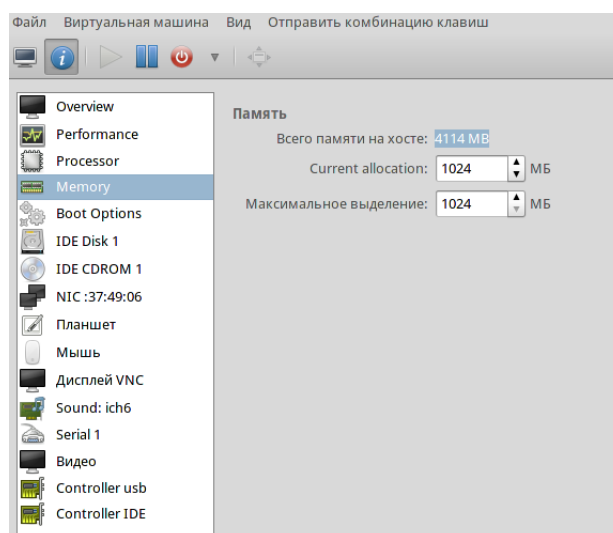 Файл Виртуальная машина Вид Отправить комбинацию клавиш
Overview
Performance
Processor
Memory
Boot Options
IDE Disk 1
IDE CDROM 1
NIC :37:49:06
Планшет
Мышь
Дисплей VNC
Sound: ich6
Serial 1
Видео
Controller usb
Controller IDE
Память
Всего памяти на хосте: 4114 MB
Current allocation: 1024 МБ
Максимальное выделение: 1024 МБ